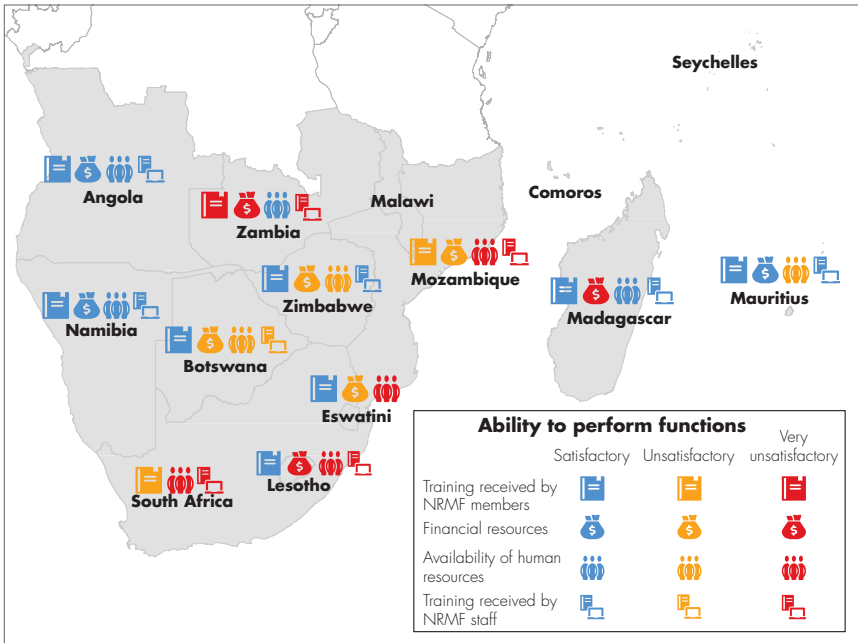 Seychelles
Angola
Zambia
Malawi
Comoros
Mozambique
Zimbabwe
Namibia
Madagascar
Mauritius
Botswana
Eswatini
South Africa
Lesotho
Ability to perform functions
Satisfactory
Unsatisfactory
Very
unsatisfactory
Training received by
NRMF members
Financial resources
Availability of human
resources
Training received by
NRMF staff